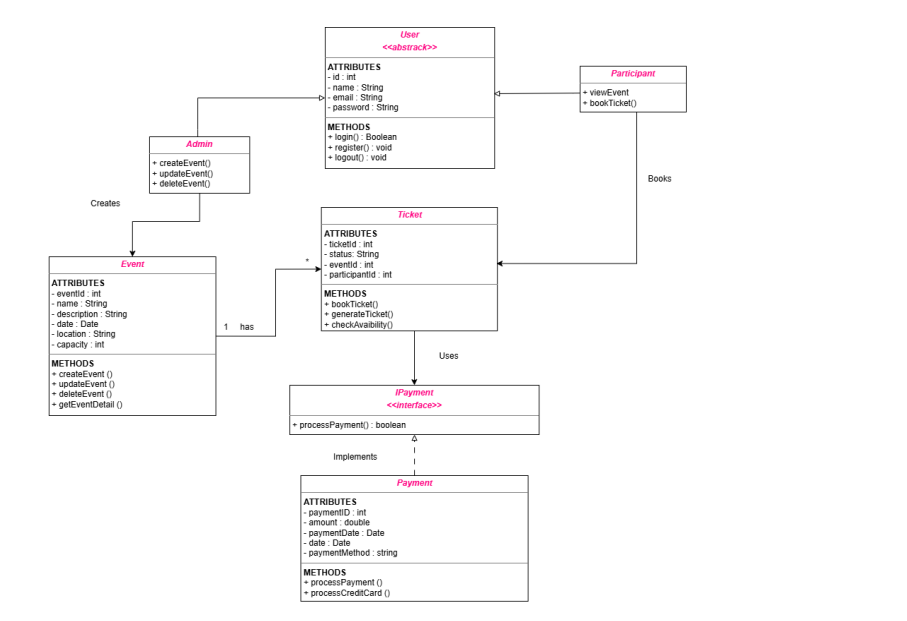 User
<<abstrack>>
ATTRIBUTES
- id : int
- name : String
- email : String
- password : String
METHODS
+ login() : Boolean
+ register() : void
+ logout() : void
Participant
+ viewEvent
+ bookTicket()
Admin
+ createEvent()
+ updateEvent()
+ deleteEvent()
Books
Creates
Ticket
ATTRIBUTES
- ticketId : int
- status: String
- eventId : int
- participantId : int
METHODS
+ bookTicket()
+ generateTicket()
+ checkAvaibility()
Event
ATTRIBUTES
- eventId : int
- name : String
- description : String
- date : Date
- location : String
- capacity : int
METHODS
+ createEvent ()
+ updateEvent ()
+ deleteEvent ()
+ getEventDetail ()
*
1 has
Uses
IPayment
<<interface>>
+ processPayment() : boolean
Implements
Payment
ATTRIBUTES
- paymentID : int
- amount : double
- paymentDate : Date
- date : Date
- paymentMethod : string
METHODS
+ processPayment ()
+ processCreditCard ()